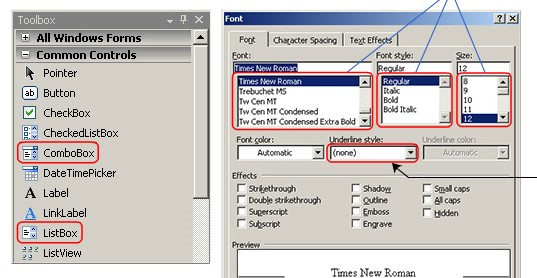 Toolbox
All Windows Forms
Common Controls
Pointer
Button
CheckBox
CheckedListBox
ComboBox
DateTimePicker
Label
LinkLabel
ListBox
ListView
Font
Font Character Spacing Text Effects
Font: Font style: Size:
Times New Roman Regular 12
Times New Roman Regular 8
Trebuchet MS Italic 9
Tw Cen MT Bold 10
Tw Cen MT Condensed Bold Italic 11
Tw Cen MT Condensed Extra Bold 12
Font color: Underline style: Underline color:
Automatic (none) Automatic
Effects
Strikethrough Shadow Small caps
Double strikethrough Outline All caps
Superscript Emboss Hidden
Subscript Engrave
Preview
Times New Roman